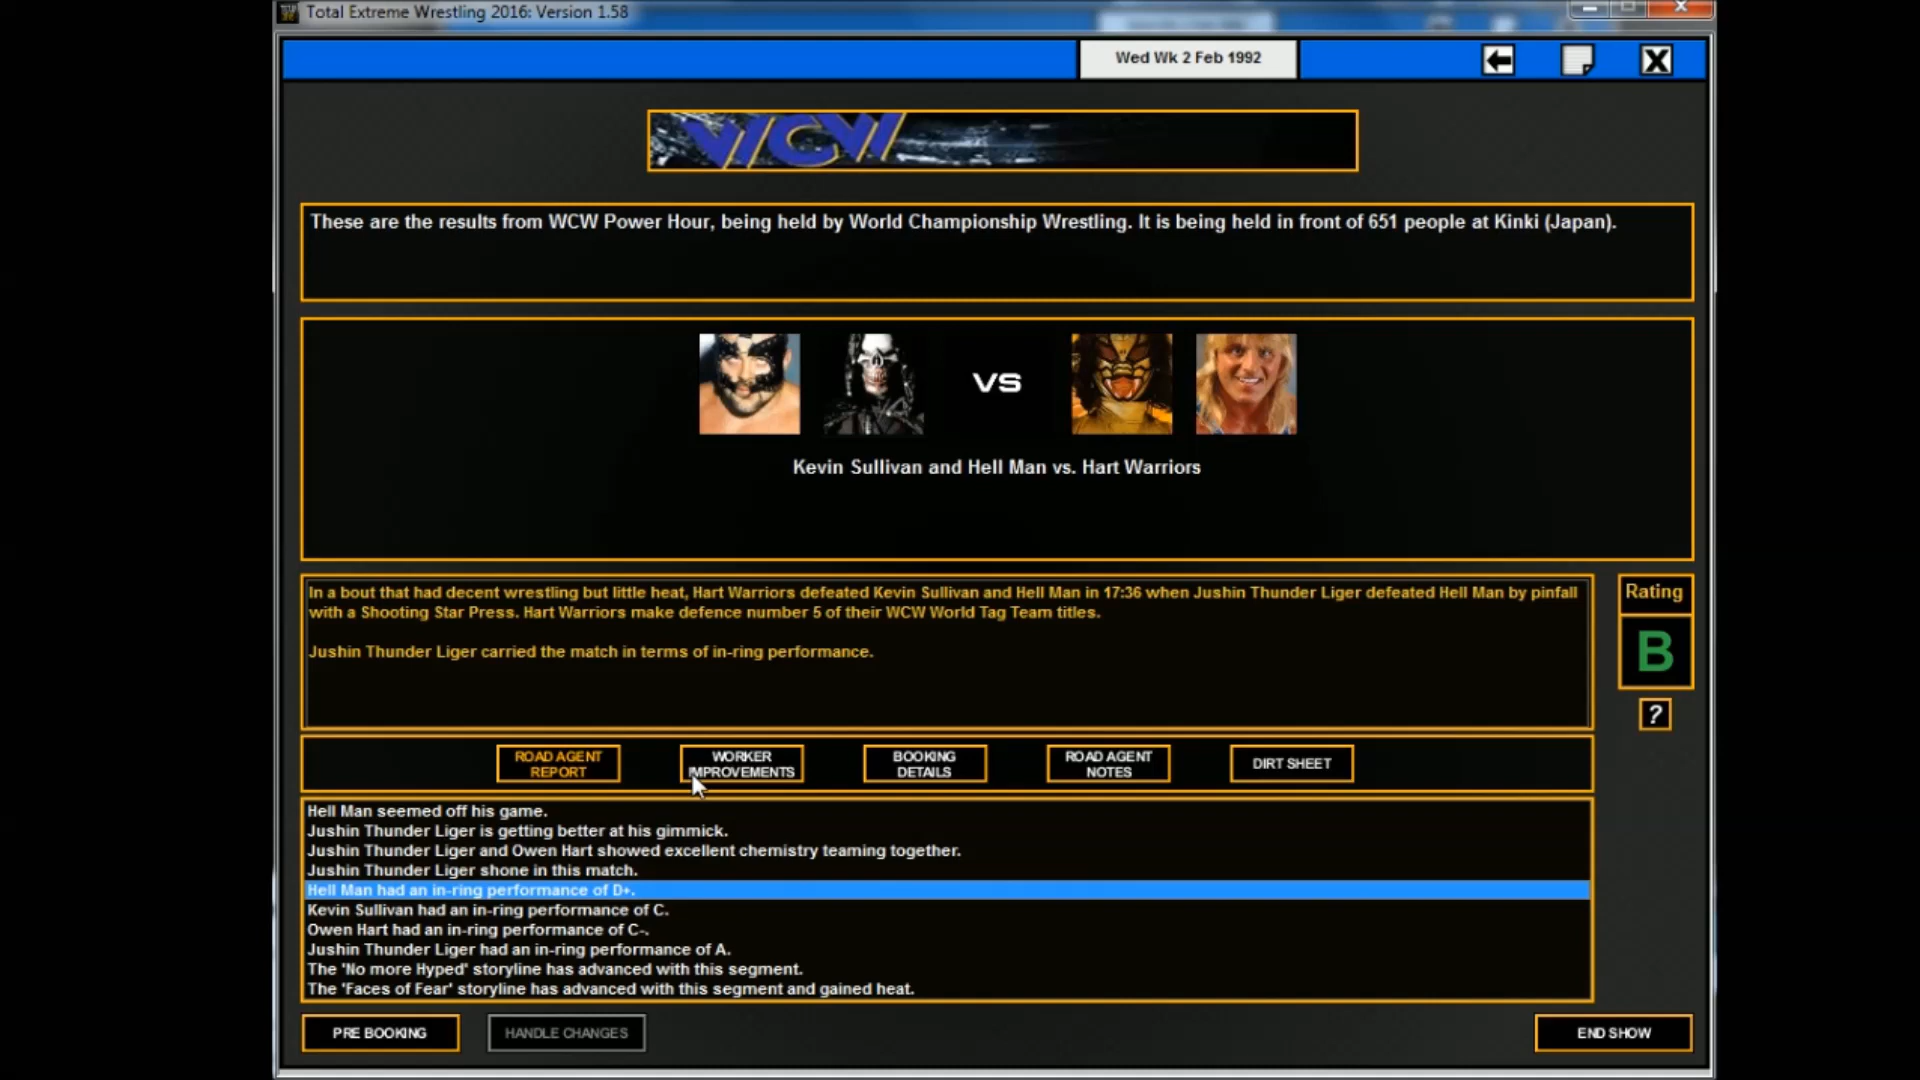 Total Extreme Wrestling 2016: Version 1.58
Wed Wk 2 Feb 1992
WCW
These are the results from WCW Power Hour, being held by World Championship Wrestling. It is being held in front of 651 people at Kinki (Japan).
VS
Kevin Sullivan and Hell Man vs. Hart Warriors
In a bout that had decent wrestling but little heat, Hart Warriors defeated Kevin Sullivan and Hell Man in 17:36 when Jushin Thunder Liger defeated Hell Man by pinfall
with a Shooting Star Press. Hart Warriors make defence number 5 of their WCW World Tag Team titles.
Jushin Thunder Liger carried the match in terms of in-ring performance.
Rating
B
?
ROAD AGENT
REPORT
WORKER
IMPROVEMENTS
BOOKING
DETAILS
ROAD AGENT
NOTES
DIRT SHEET
Hell Man seemed off his game.
Jushin Thunder Liger is getting better at his gimmick.
Jushin Thunder Liger and Owen Hart showed excellent chemistry teaming together.
Jushin Thunder Liger shone in this match.
Hell Man had an in-ring performance of D+.
Kevin Sullivan had an in-ring performance of C.
Owen Hart had an in-ring performance of C-.
Jushin Thunder Liger had an in-ring performance of A.
The 'No more Hyped' storyline has advanced with this segment.
The 'Faces of Fear' storyline has advanced with this segment and gained heat.
PRE BOOKING
HANDLE CHANGES
END SHOW